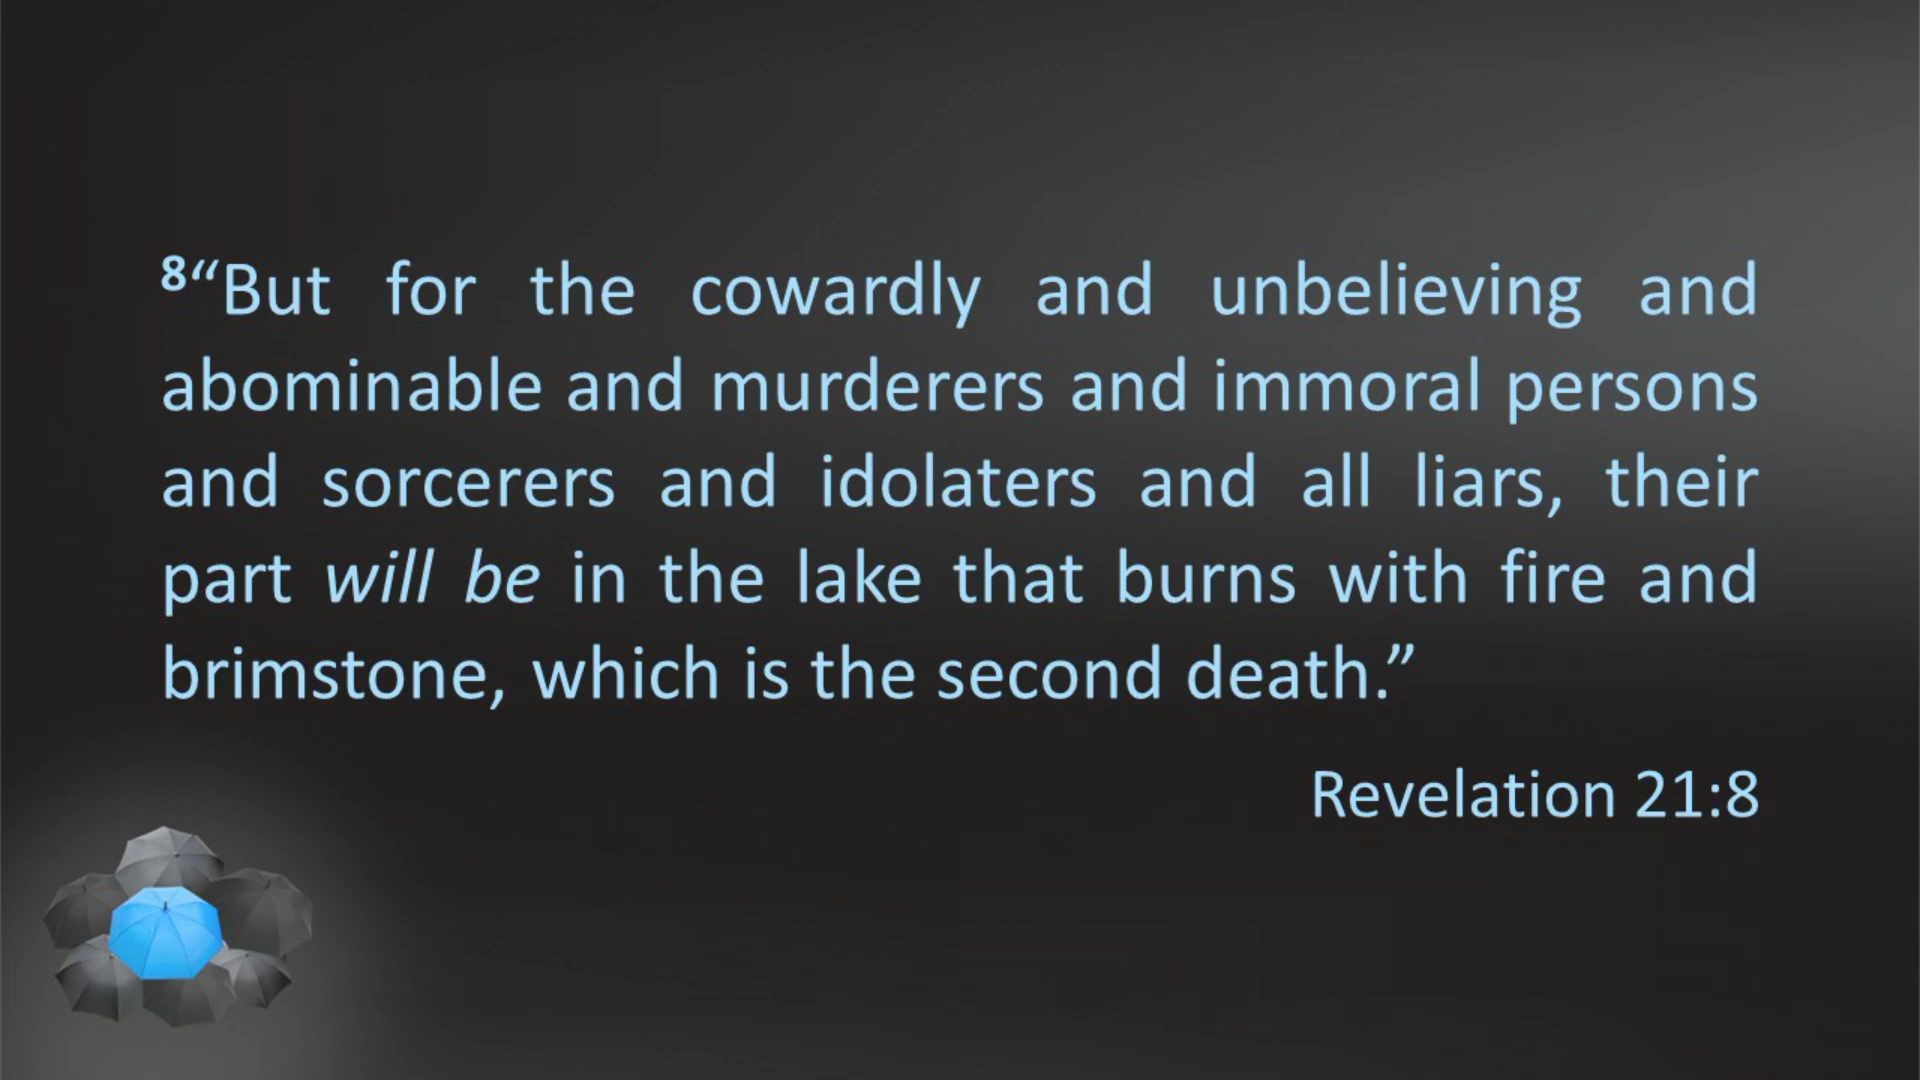 ⁸“But for the cowardly and unbelieving and
abominable and murderers and immoral persons
and sorcerers and idolaters and all liars, their
part will be in the lake that burns with fire and
brimstone, which is the second death.”
Revelation 21:8